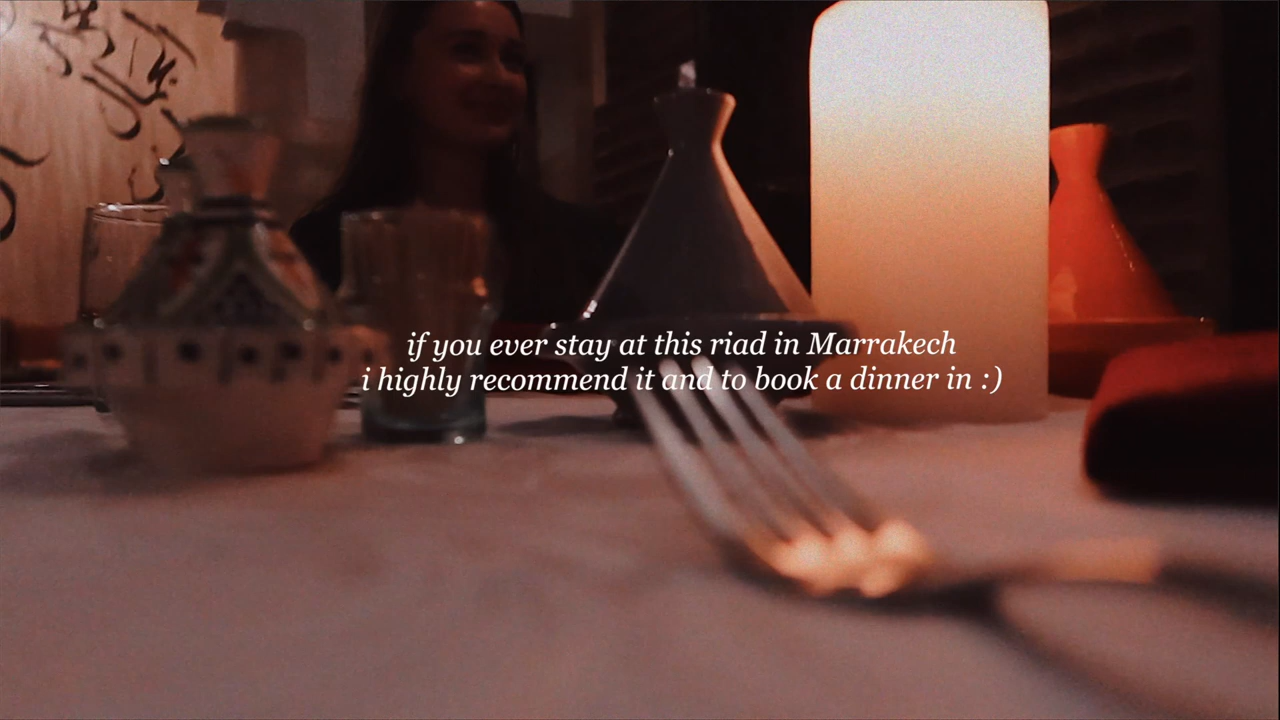 if you ever stay at this riad in Marrakech
i highly recommend it and to book a dinner in :)